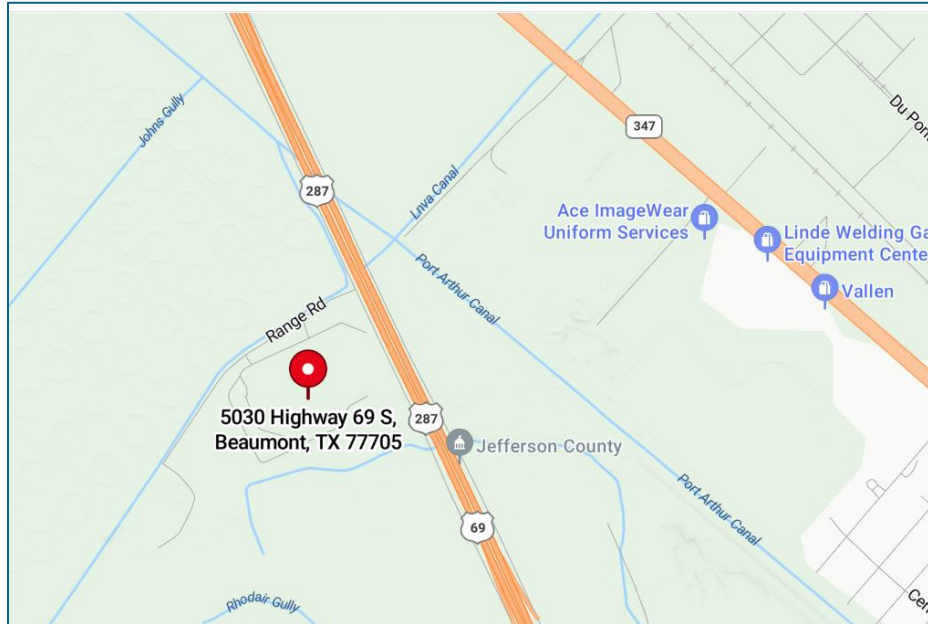 Johns Gully
287
Lnva Canal
347
Du Pon
Ace ImageWear
Uniform Services
Linde Welding Ga
Equipment Cente
Vallen
Port Arthur Canal
Range Rd
5030 Highway 69 S,
Beaumont, TX 77705
287
Jefferson County
69
Port Arthur Canal
Rhodair Gully
Cen